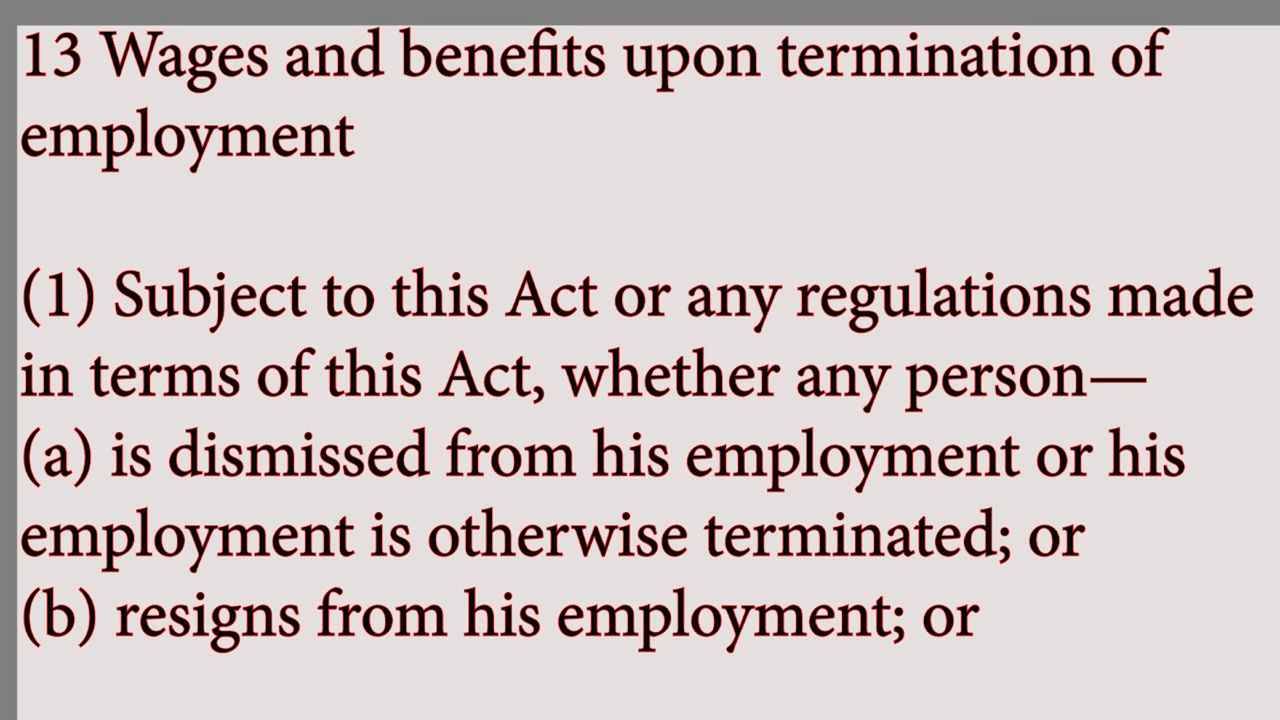 13 Wages and benefits upon termination of
employment
(1) Subject to this Act or any regulations made
in terms of this Act, whether any person—
(a) is dismissed from his employment or his
employment is otherwise terminated; or
(b) resigns from his employment; or